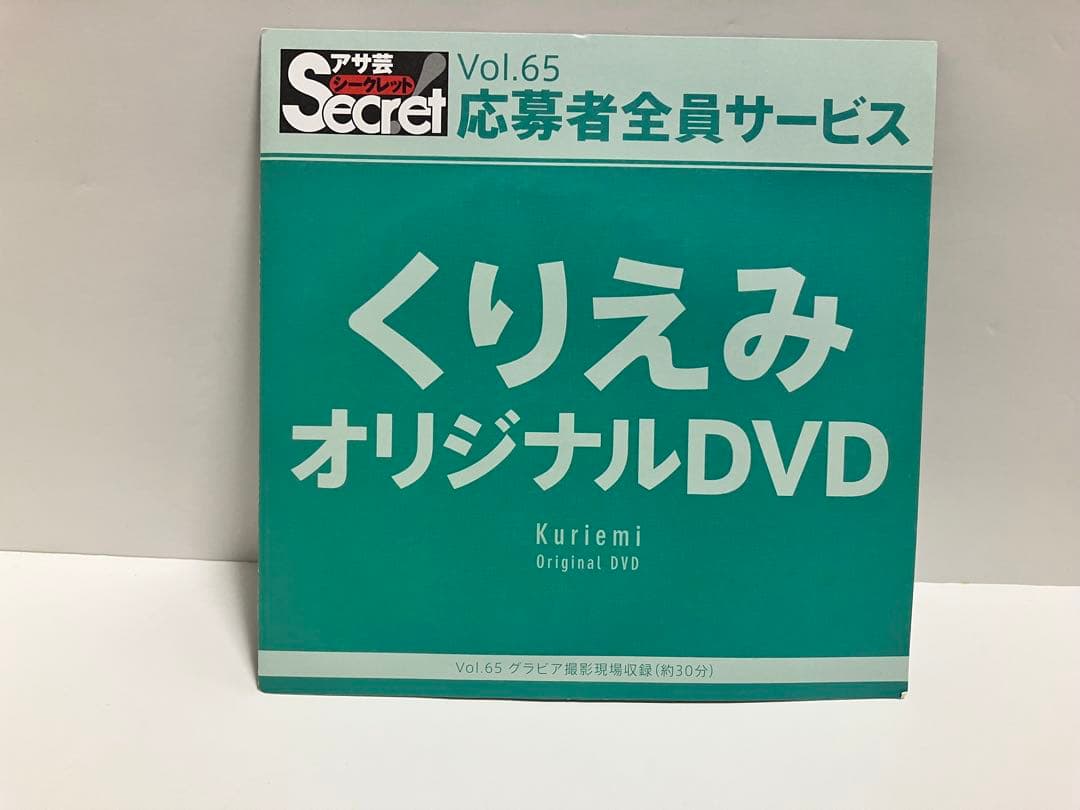 アサ芸
シークレット
Secret!
Vol.65
応募者全員サービス
くりえみ
オリジナルDVD
Kuriemi
Original DVD
Vol.65 グラビア撮影現場収録(約30分)